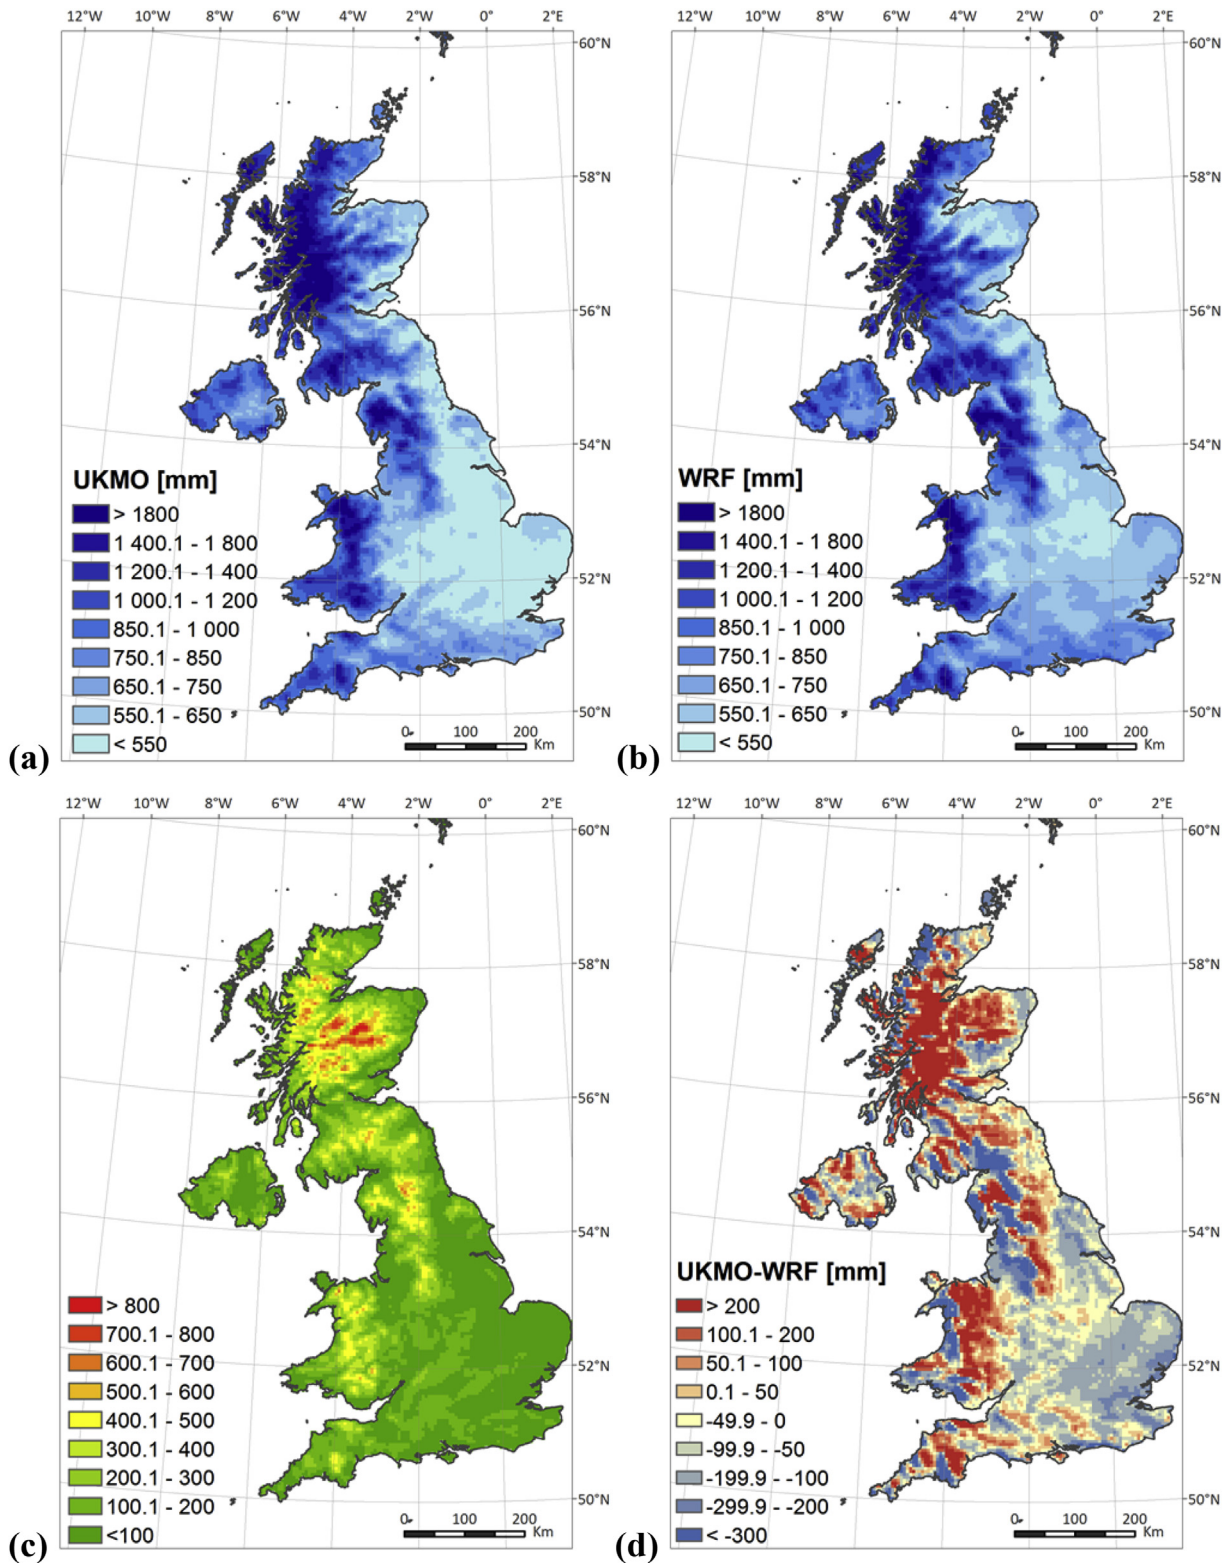 12°W 10°W 8°W 6°W 4°W 2°W 0° 2°E
60°N
58°N
56°N
54°N
52°N
50°N
UKMO [mm]
> 1800
1 400.1 - 1 800
1 200.1 - 1 400
1 000.1 - 1 200
850.1 - 1 000
750.1 - 850
650.1 - 750
550.1 - 650
< 550
0 100 200
Km
(a)
12°W 10°W 8°W 6°W 4°W 2°W 0° 2°E
60°N
58°N
56°N
54°N
52°N
50°N
WRF [mm]
> 1800
1 400.1 - 1 800
1 200.1 - 1 400
1 000.1 - 1 200
850.1 - 1 000
750.1 - 850
650.1 - 750
550.1 - 650
< 550
0 100 200
Km
(b)
12°W 10°W 8°W 6°W 4°W 2°W 0° 2°E
60°N
58°N
56°N
54°N
52°N
50°N
> 800
700.1 - 800
600.1 - 700
500.1 - 600
400.1 - 500
300.1 - 400
200.1 - 300
100.1 - 200
<100
0 100 200
Km
(c)
12°W 10°W 8°W 6°W 4°W 2°W 0° 2°E
60°N
58°N
56°N
54°N
52°N
50°N
UKMO-WRF [mm]
> 200
100.1 - 200
50.1 - 100
0.1 - 50
-49.9 - 0
-99.9 - -50
-199.9 - -100
-299.9 - -200
< -300
0 100 200
Km
(d)